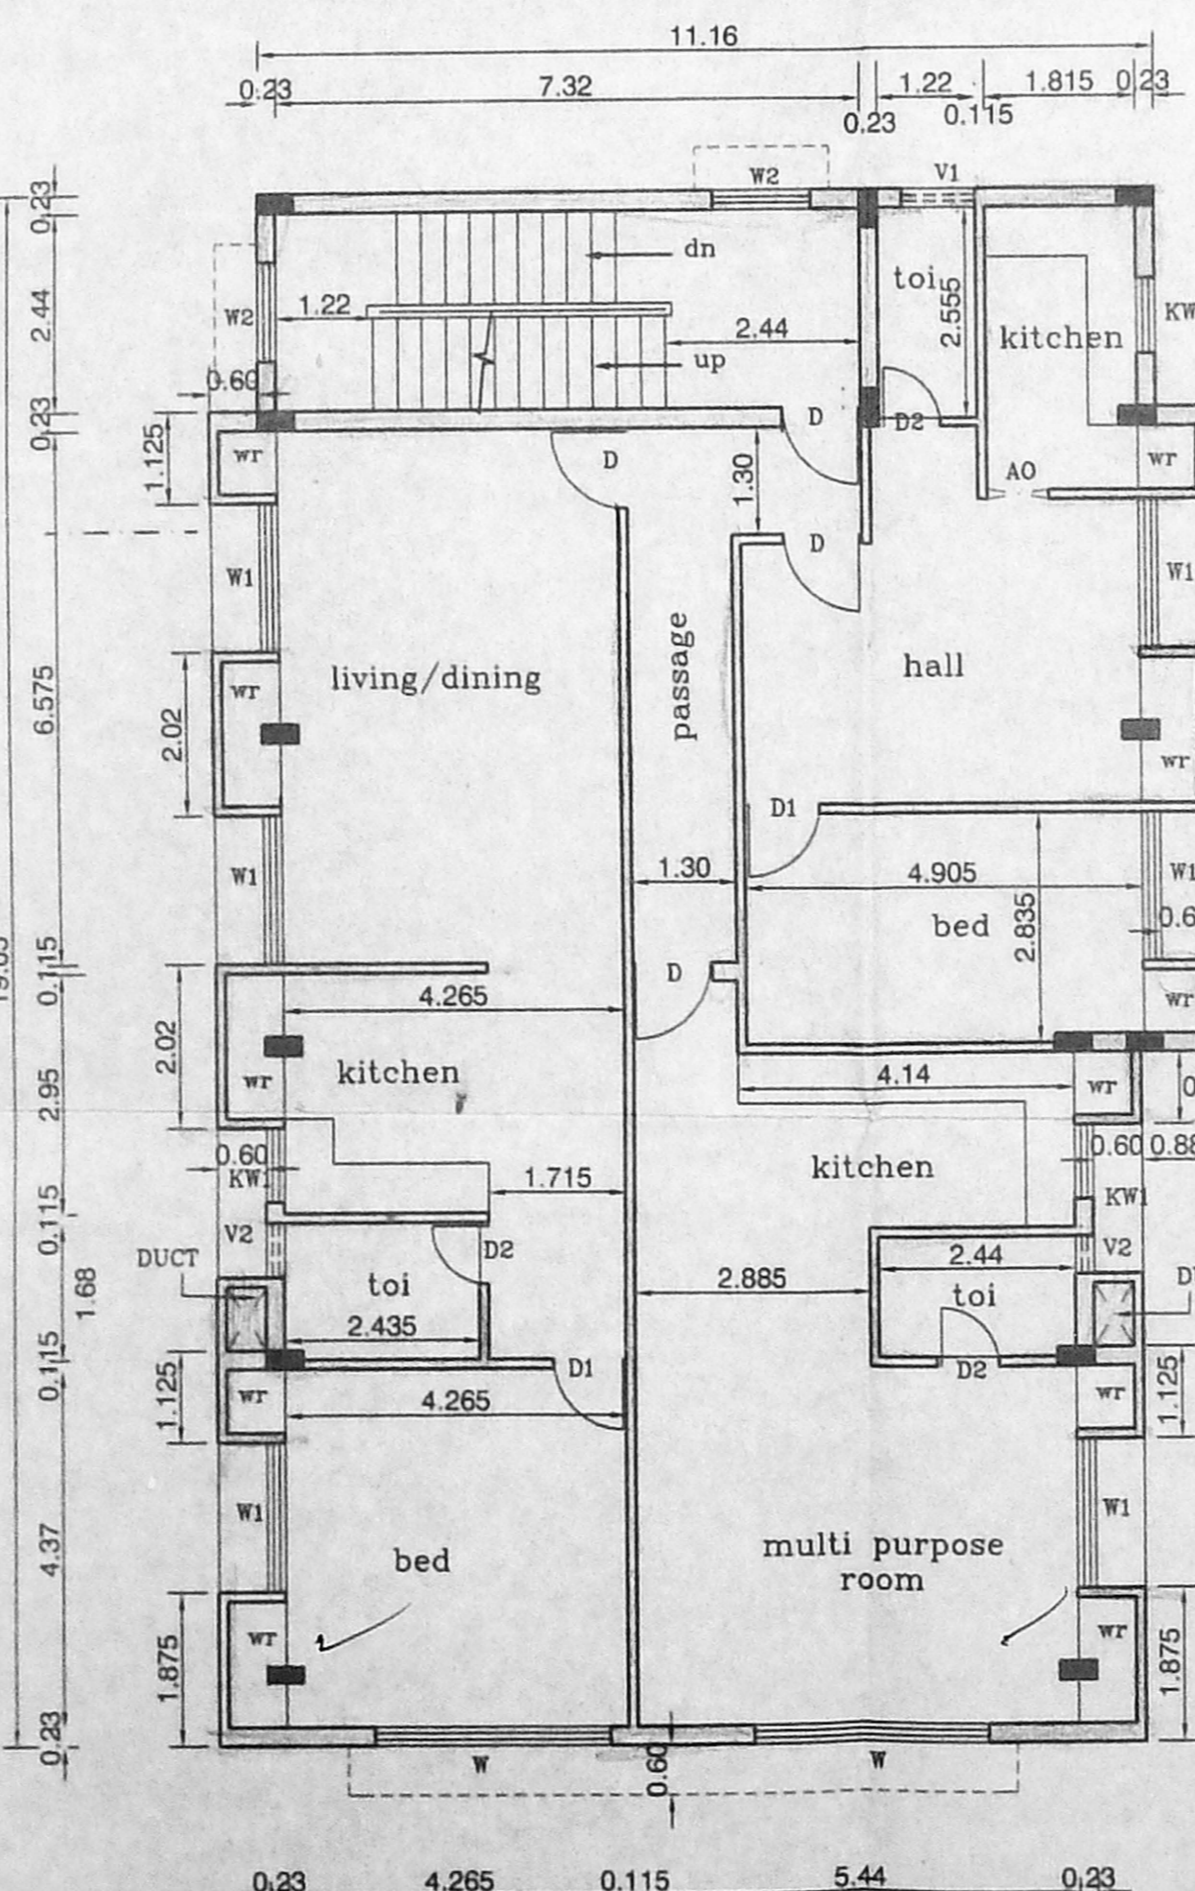 11.16
0.23 7.32 1.22 1.815 0.23
0.23 0.115
W2 V1
0.23
dn
toi
2.44 W2 1.22 2.555 KW
2.44 kitchen
up
0.60
0.23 D D2
1.125 wr D 1.30 AO wr
D
W1 W1
passage
living/dining hall
6.575 wr
2.02 wr
D1
W1 1.30 4.905 W1
bed 2.835
0.115 D
4.265 wr
2.02 kitchen 4.14
2.95 wr wr
0.60 1.715 kitchen 0.60
KW1 KW1
0.115 V2 D2 V2
DUCT toi 2.885 2.44
1.68 toi
2.435
0.115 D1 D2
1.125 wr 4.265 wr 1.125
W1 W1
4.37 bed multi purpose
room
1.875 wr wr 1.875
0.23
W 0.60 W
0.23 4.265 0.115 5.44 0.23